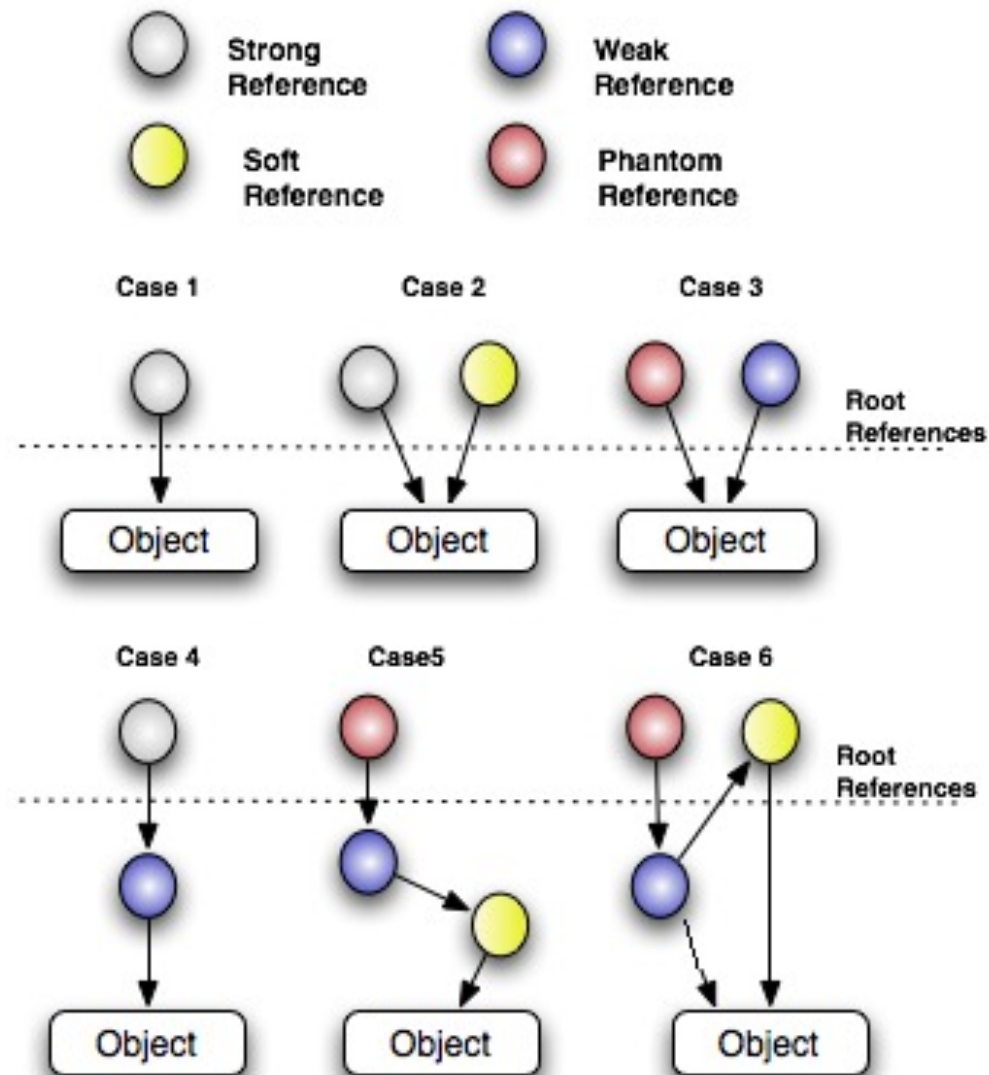 Strong
Reference
Weak
Reference
Soft
Reference
Phantom
Reference
Case 1
Case 2
Case 3
Root
References
Object
Object
Object
Case 4
Case5
Case 6
Root
References
Object
Object
Object